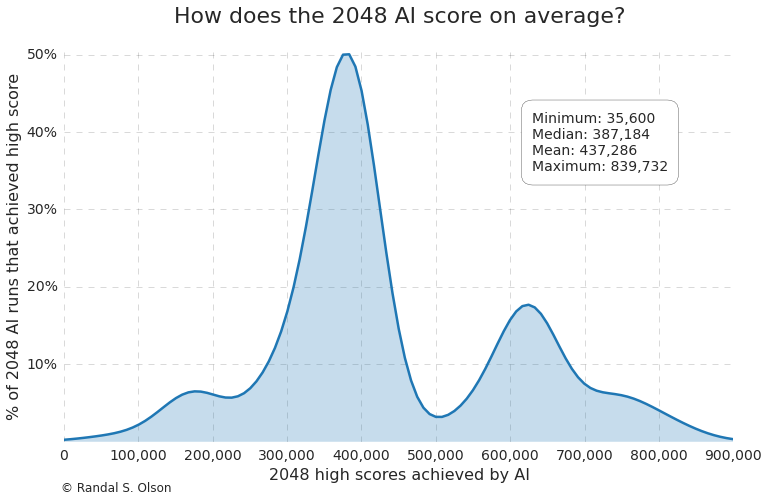 How does the 2048 AI score on average?
% of 2048 AI runs that achieved high score
50%
40%
30%
20%
10%
Minimum: 35,600
Median: 387,184
Mean: 437,286
Maximum: 839,732
0 100,000 200,000 300,000 400,000 500,000 600,000 700,000 800,000 900,000
2048 high scores achieved by AI
© Randal S. Olson